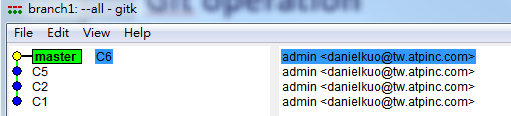 Git operation
branch1: --all - gitk
File Edit View Help
master C6 admin <danielkuo@tw.atpinc.com>
C5 admin <danielkuo@tw.atpinc.com>
C2 admin <danielkuo@tw.atpinc.com>
C1 admin <danielkuo@tw.atpinc.com>